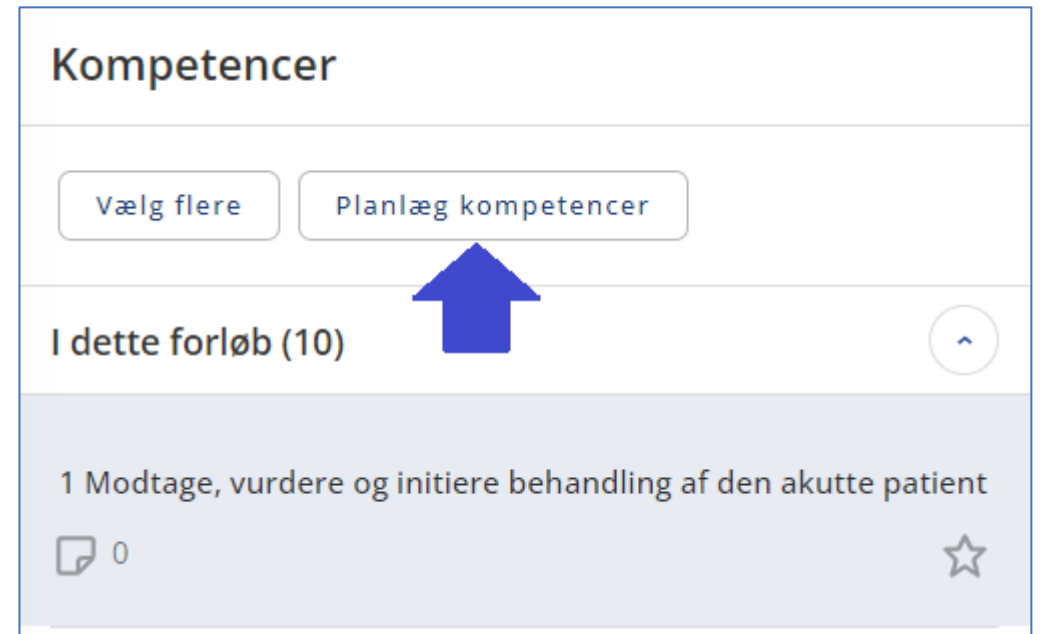 Kompetencer
Vælg flere
Planlæg kompetencer
I dette forløb (10)
1 Modtage, vurdere og initiere behandling af den akutte patient
0